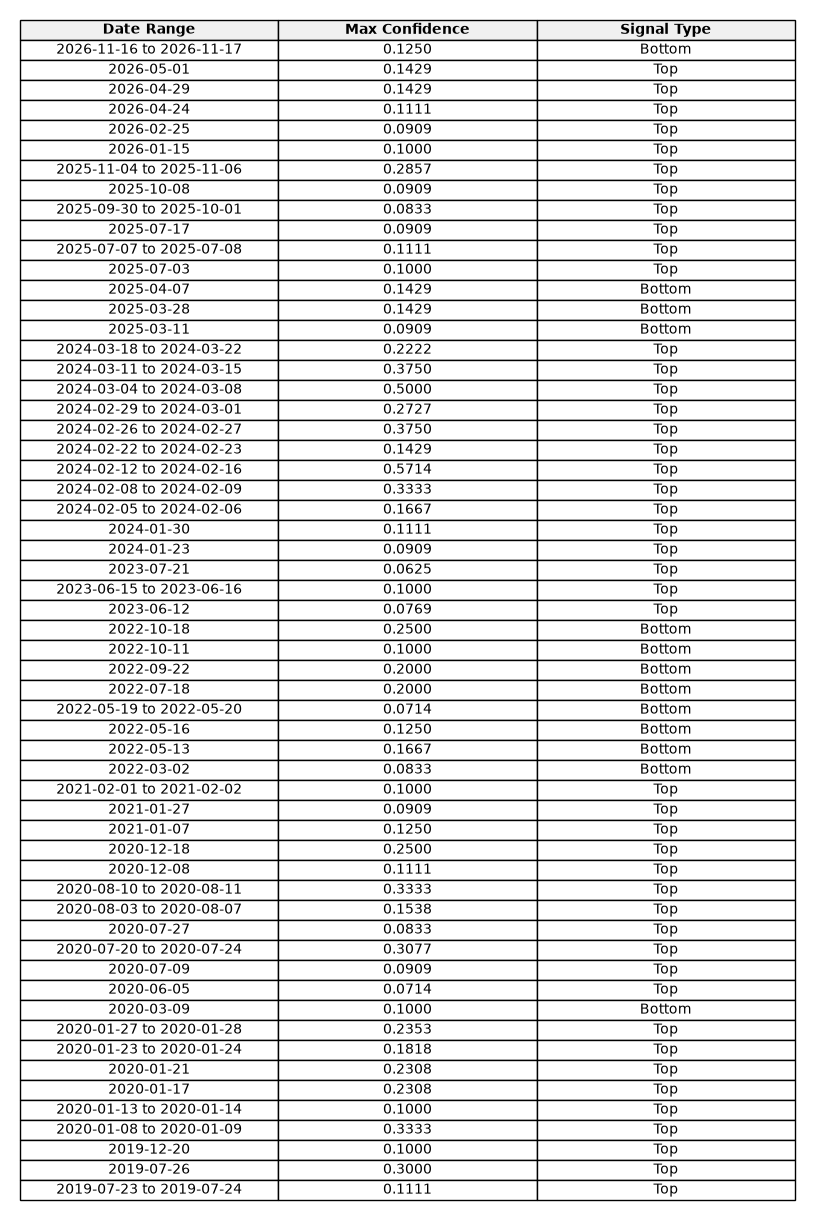 Date Range Max Confidence Signal Type
2026-11-16 to 2026-11-17 0.1250 Bottom
2026-05-01 0.1429 Top
2026-04-29 0.1429 Top
2026-04-24 0.1111 Top
2026-02-25 0.0909 Top
2026-01-15 0.1000 Top
2025-11-04 to 2025-11-06 0.2857 Top
2025-10-08 0.0909 Top
2025-09-30 to 2025-10-01 0.0833 Top
2025-07-17 0.0909 Top
2025-07-07 to 2025-07-08 0.1111 Top
2025-07-03 0.1000 Top
2025-04-07 0.1429 Bottom
2025-03-28 0.1429 Bottom
2025-03-11 0.0909 Bottom
2024-03-18 to 2024-03-22 0.2222 Top
2024-03-11 to 2024-03-15 0.3750 Top
2024-03-04 to 2024-03-08 0.5000 Top
2024-02-29 to 2024-03-01 0.2727 Top
2024-02-26 to 2024-02-27 0.3750 Top
2024-02-22 to 2024-02-23 0.1429 Top
2024-02-12 to 2024-02-16 0.5714 Top
2024-02-08 to 2024-02-09 0.3333 Top
2024-02-05 to 2024-02-06 0.1667 Top
2024-01-30 0.1111 Top
2024-01-23 0.0909 Top
2023-07-21 0.0625 Top
2023-06-15 to 2023-06-16 0.1000 Top
2023-06-12 0.0769 Top
2022-10-18 0.2500 Bottom
2022-10-11 0.1000 Bottom
2022-09-22 0.2000 Bottom
2022-07-18 0.2000 Bottom
2022-05-19 to 2022-05-20 0.0714 Bottom
2022-05-16 0.1250 Bottom
2022-05-13 0.1667 Bottom
2022-03-02 0.0833 Bottom
2021-02-01 to 2021-02-02 0.1000 Top
2021-01-27 0.0909 Top
2021-01-07 0.1250 Top
2020-12-18 0.2500 Top
2020-12-08 0.1111 Top
2020-08-10 to 2020-08-11 0.3333 Top
2020-08-03 to 2020-08-07 0.1538 Top
2020-07-27 0.0833 Top
2020-07-20 to 2020-07-24 0.3077 Top
2020-07-09 0.0909 Top
2020-06-05 0.0714 Top
2020-03-09 0.1000 Bottom
2020-01-27 to 2020-01-28 0.2353 Top
2020-01-23 to 2020-01-24 0.1818 Top
2020-01-21 0.2308 Top
2020-01-17 0.2308 Top
2020-01-13 to 2020-01-14 0.1000 Top
2020-01-08 to 2020-01-09 0.3333 Top
2019-12-20 0.1000 Top
2019-07-26 0.3000 Top
2019-07-23 to 2019-07-24 0.1111 Top